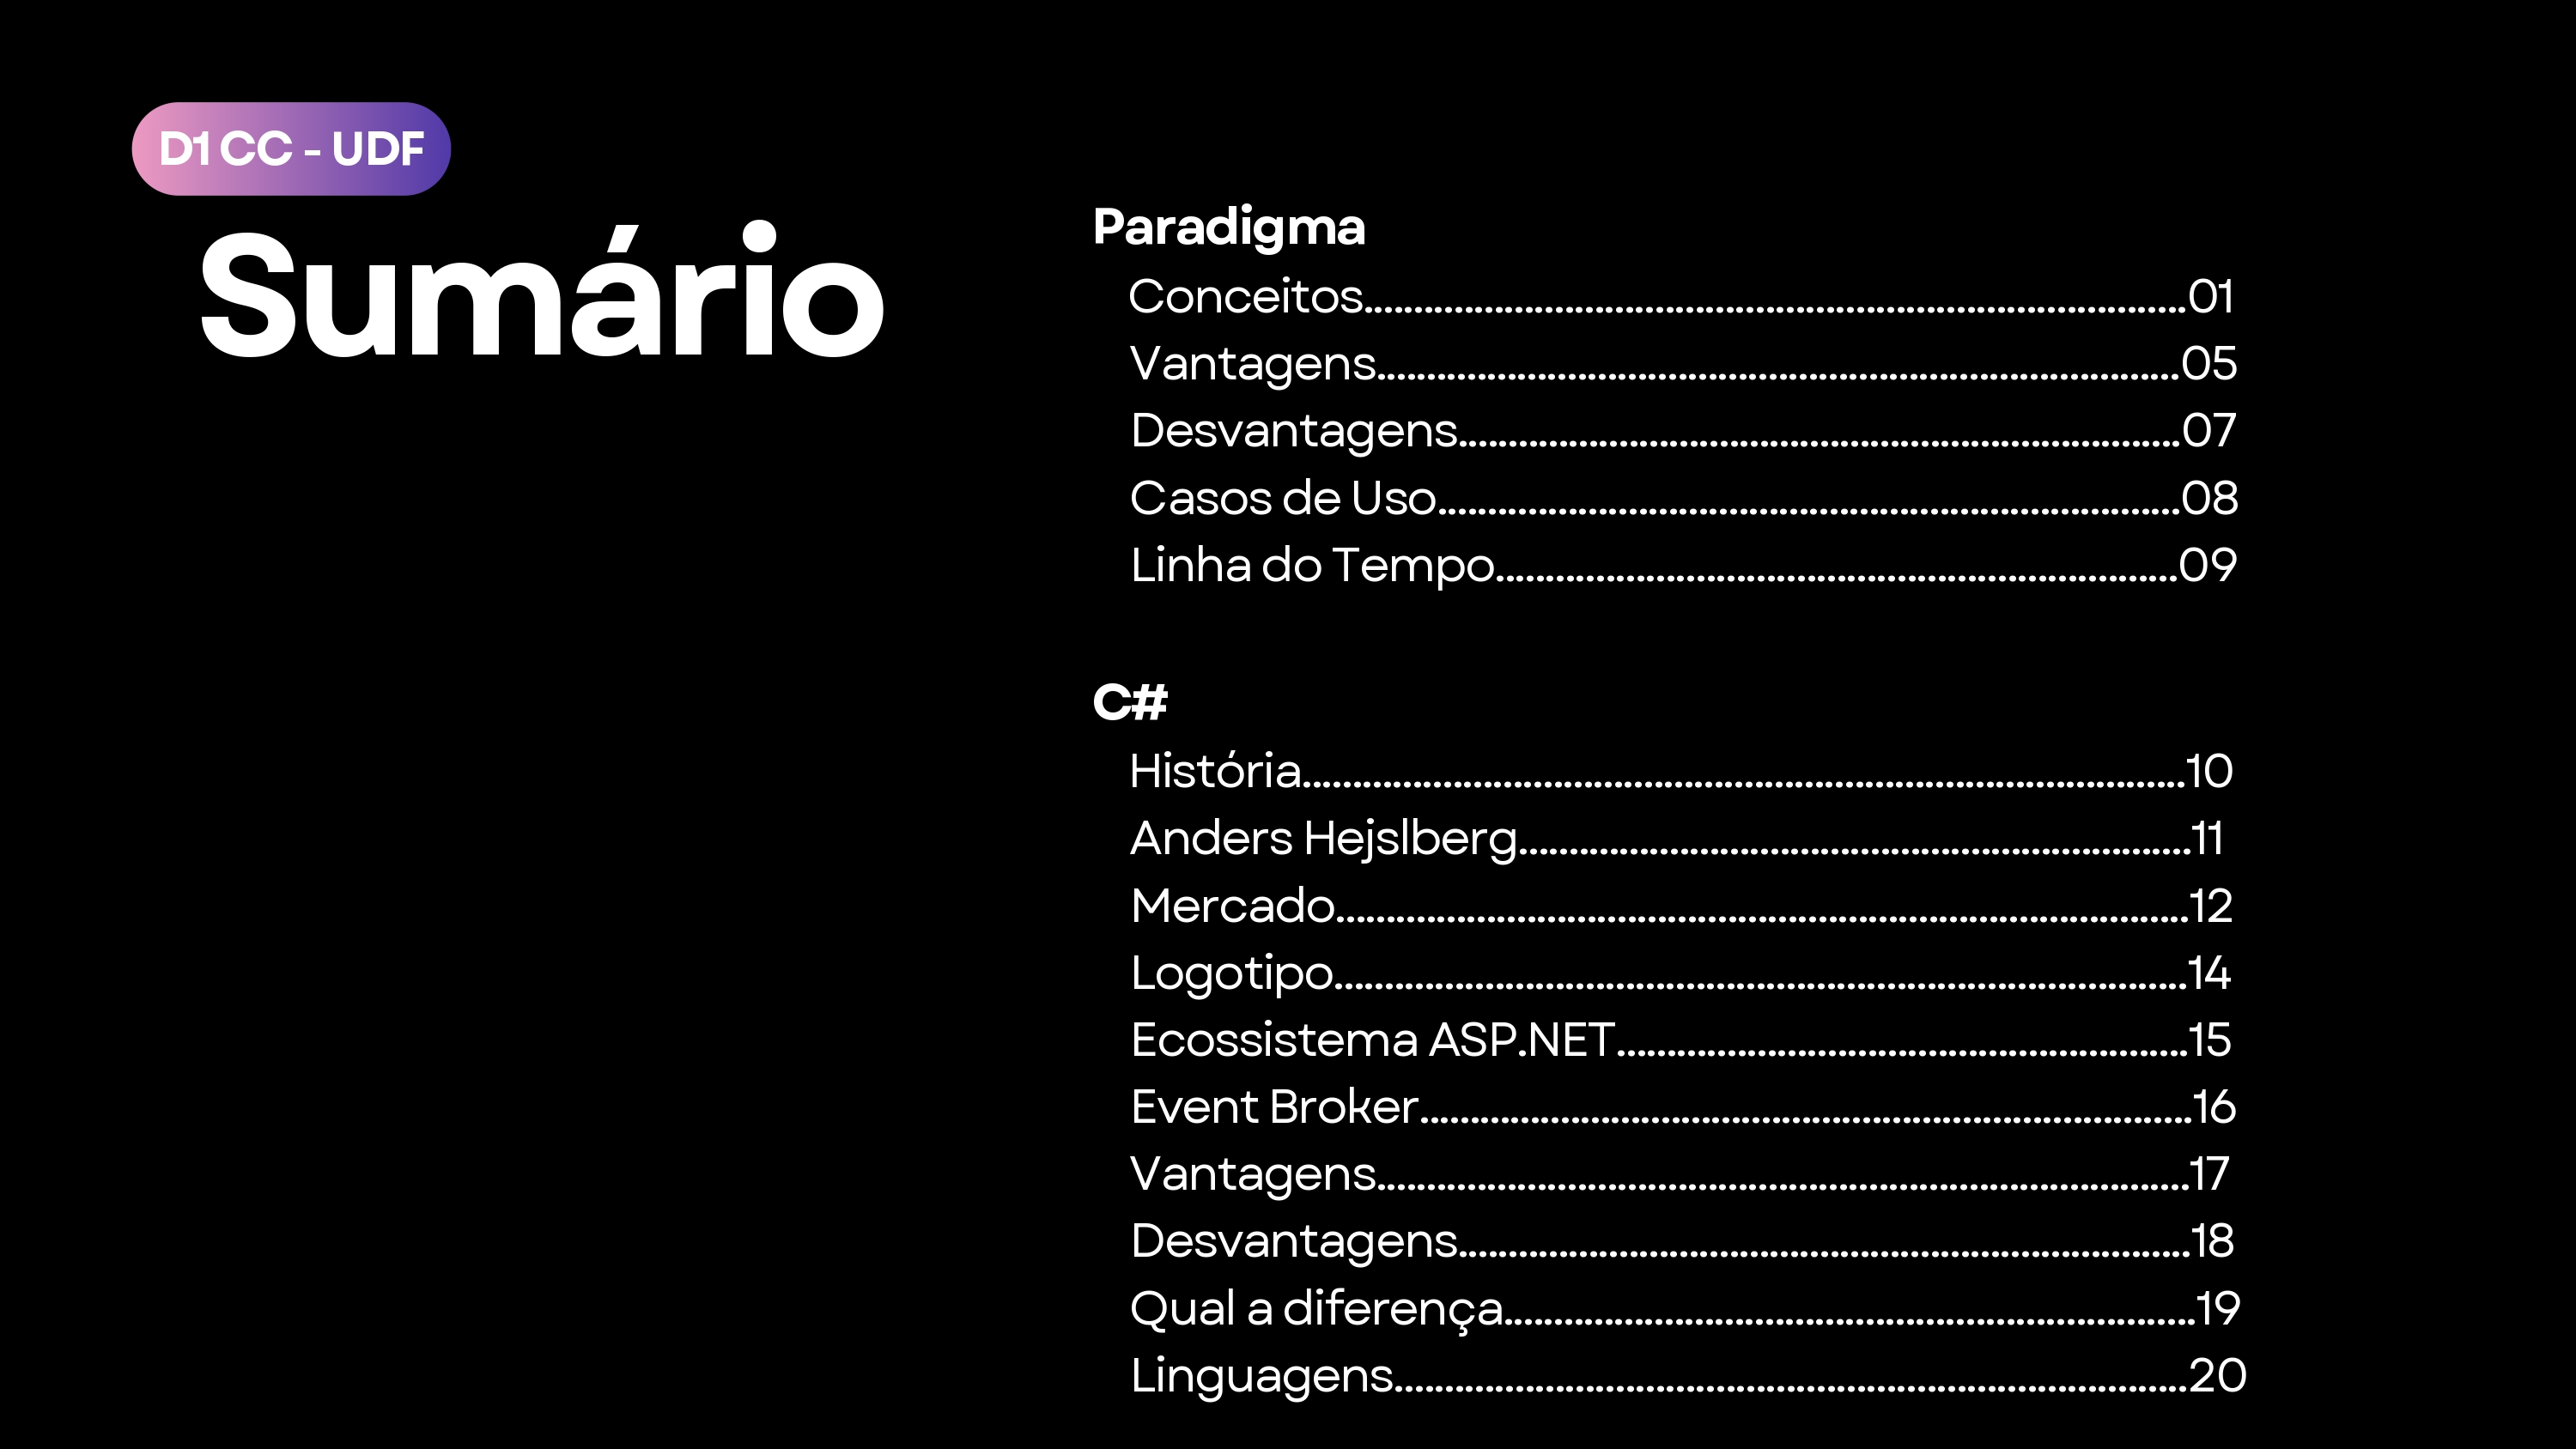 D1 CC - UDF
Sumário
Paradigma
Conceitos..................................................................................01
Vantagens................................................................................05
Desvantagens........................................................................07
Casos de Uso..........................................................................08
Linha do Tempo....................................................................09
C#
História........................................................................................10
Anders Hejslberg...................................................................11
Mercado.....................................................................................12
Logotipo.....................................................................................14
Ecossistema ASP.NET.........................................................15
Event Broker.............................................................................16
Vantagens.................................................................................17
Desvantagens.........................................................................18
Qual a diferença.....................................................................19
Linguagens...............................................................................20